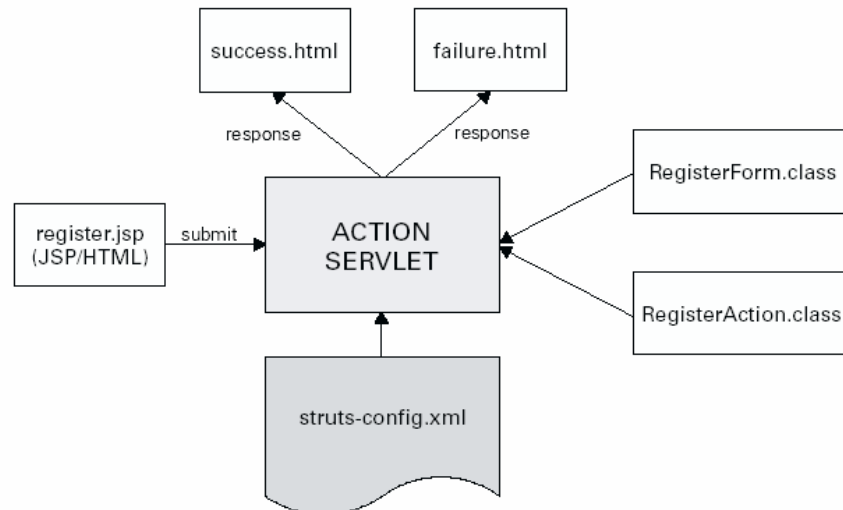 success.html
failure.html
response
response
RegisterForm.class
register.jsp
(JSP/HTML)
submit
ACTION
SERVLET
RegisterAction.class
struts-config.xml